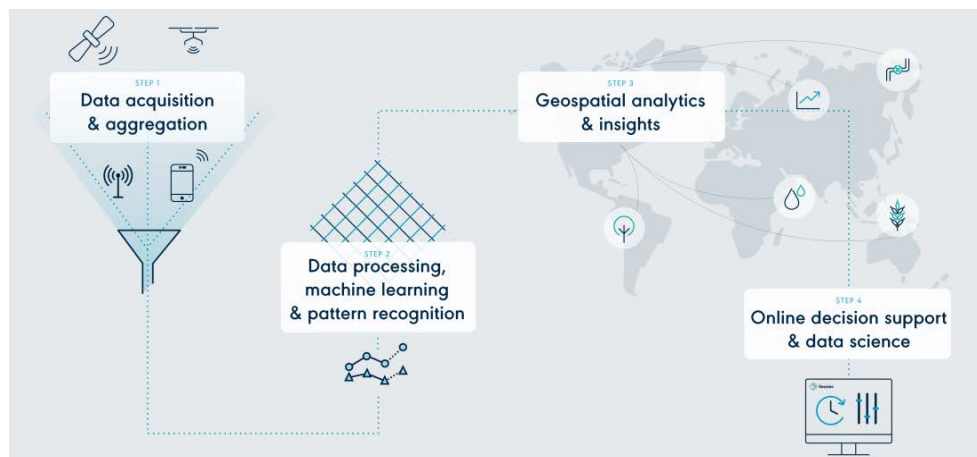 STEP 1
Data acquisition
& aggregation
STEP 2
Data processing,
machine learning
& pattern recognition
STEP 3
Geospatial analytics
& insights
STEP 4
Online decision support
& data science